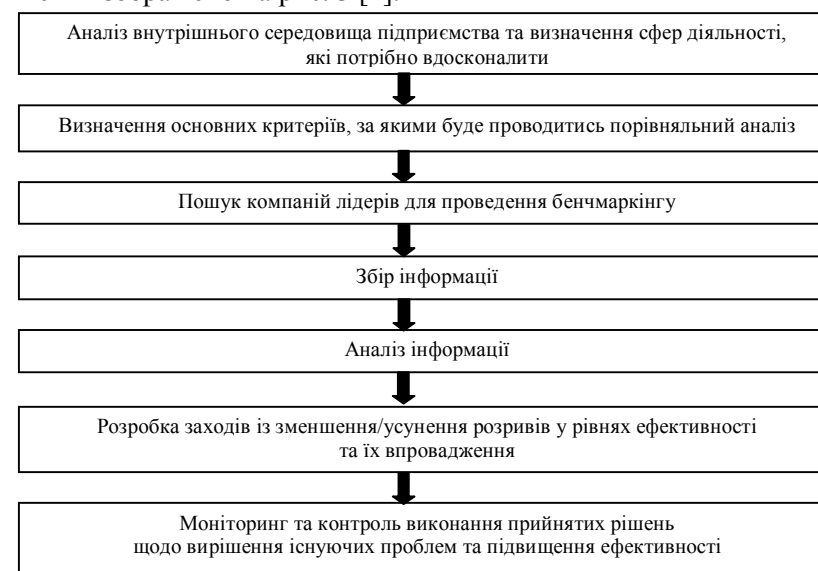 Аналіз внутрішнього середовища підприємства та визначення сфер діяльності,
які потрібно вдосконалити
Визначення основних критеріїв, за якими буде проводитись порівняльний аналіз
Пошук компаній лідерів для проведення бенчмаркінгу
Збір інформації
Аналіз інформації
Розробка заходів із зменшення/усунення розривів у рівнях ефективності
та їх впровадження
Моніторинг та контроль виконання прийнятих рішень
щодо вирішення існуючих проблем та підвищення ефективності